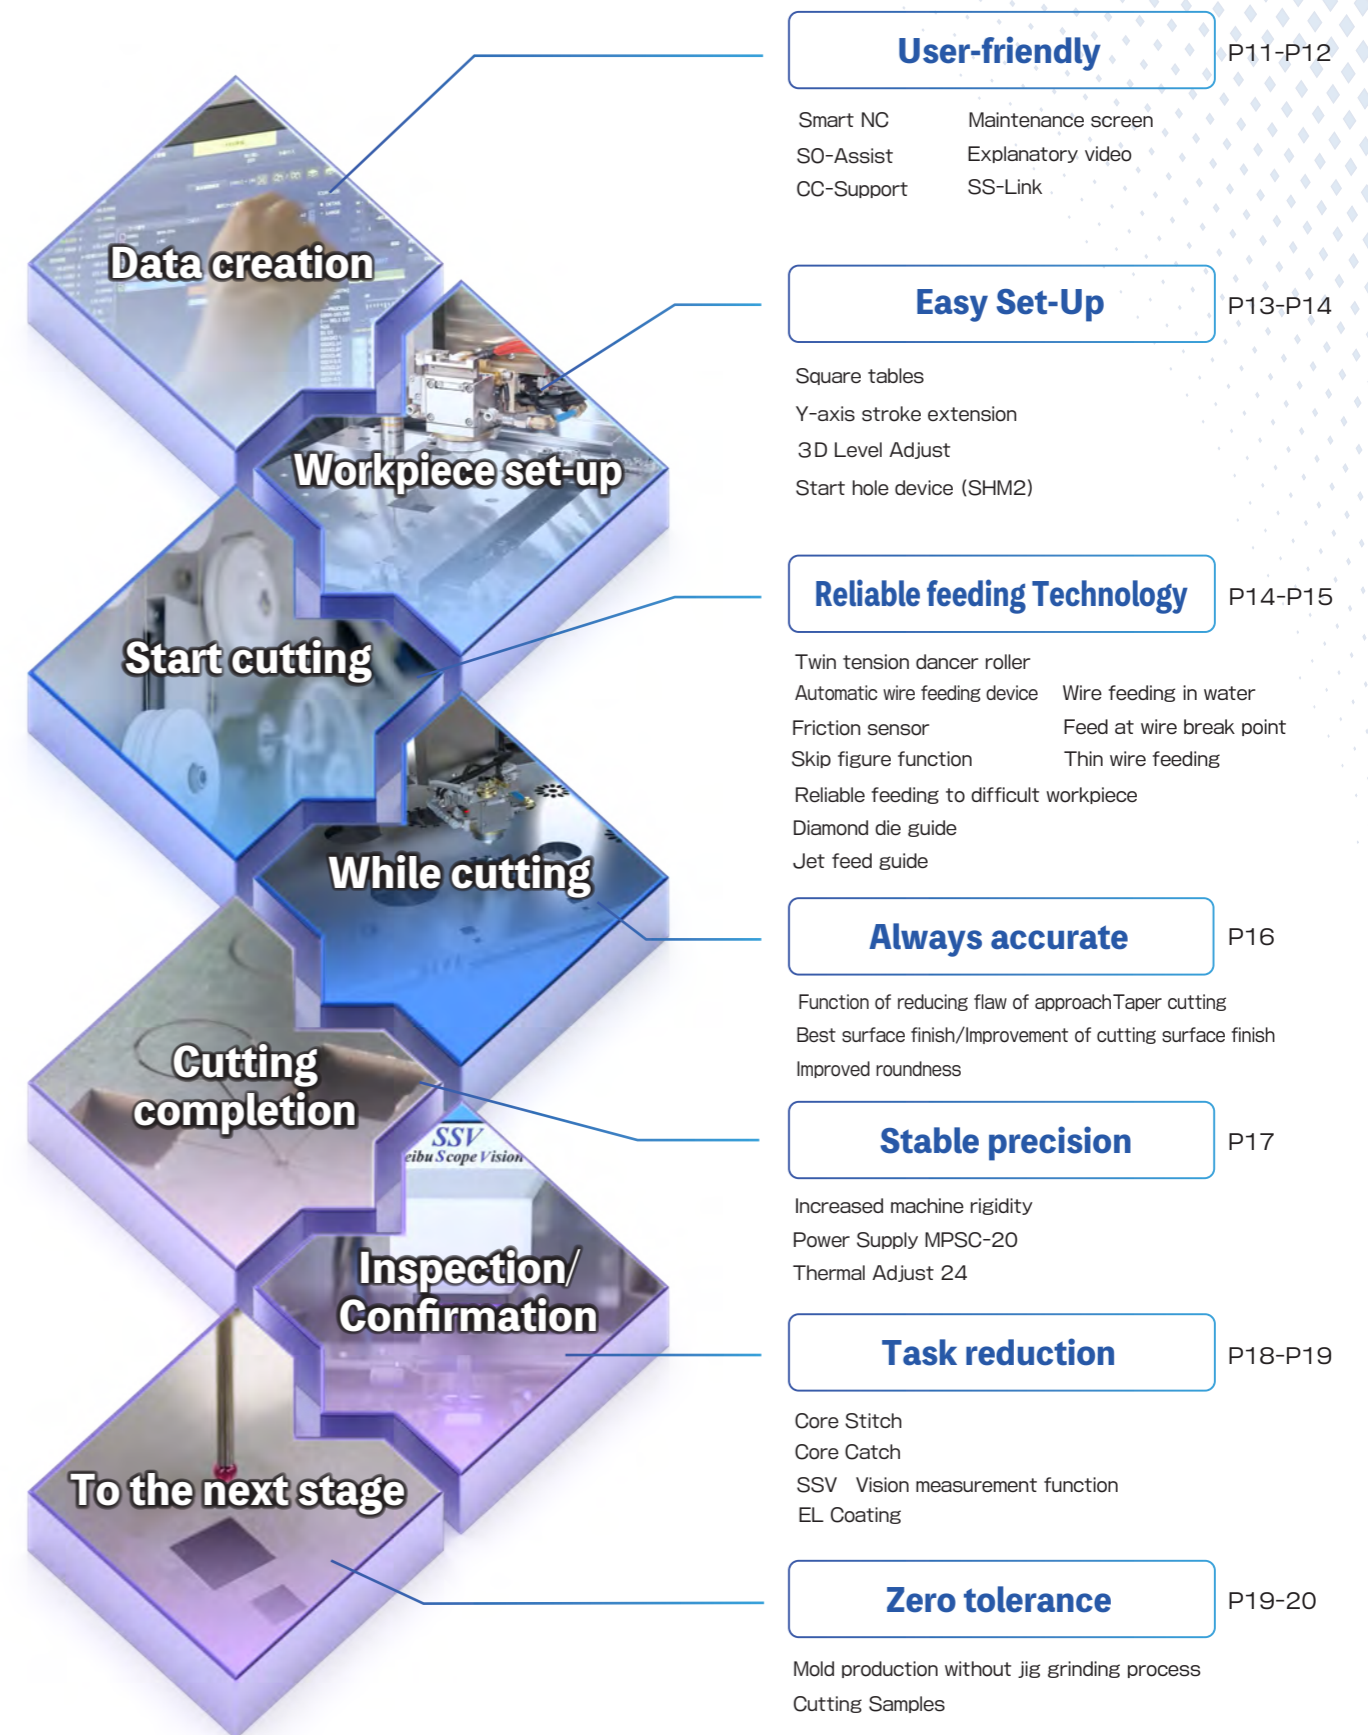 User-friendly P11-P12
Smart NC Maintenance screen
SO-Assist Explanatory video
CC-Support SS-Link
Data creation
Easy Set-Up P13-P14
Square tables
Y-axis stroke extension
3D Level Adjust
Start hole device (SHM2)
Workpiece set-up
Reliable feeding Technology P14-P15
Twin tension dancer roller
Automatic wire feeding device Wire feeding in water
Friction sensor Feed at wire break point
Skip figure function Thin wire feeding
Reliable feeding to difficult workpiece
Diamond die guide
Jet feed guide
Start cutting
Always accurate P16
Function of reducing flaw of approach Taper cutting
Best surface finish/Improvement of cutting surface finish
Improved roundness
While cutting
Stable precision P17
Increased machine rigidity
Power Supply MPSC-20
Thermal Adjust 24
Cutting
completion
SSV
eibu Scope Vision
Task reduction P18-P19
Core Stitch
Core Catch
SSV Vision measurement function
EL Coating
Inspection/
Confirmation
Zero tolerance P19-20
Mold production without jig grinding process
Cutting Samples
To the next stage